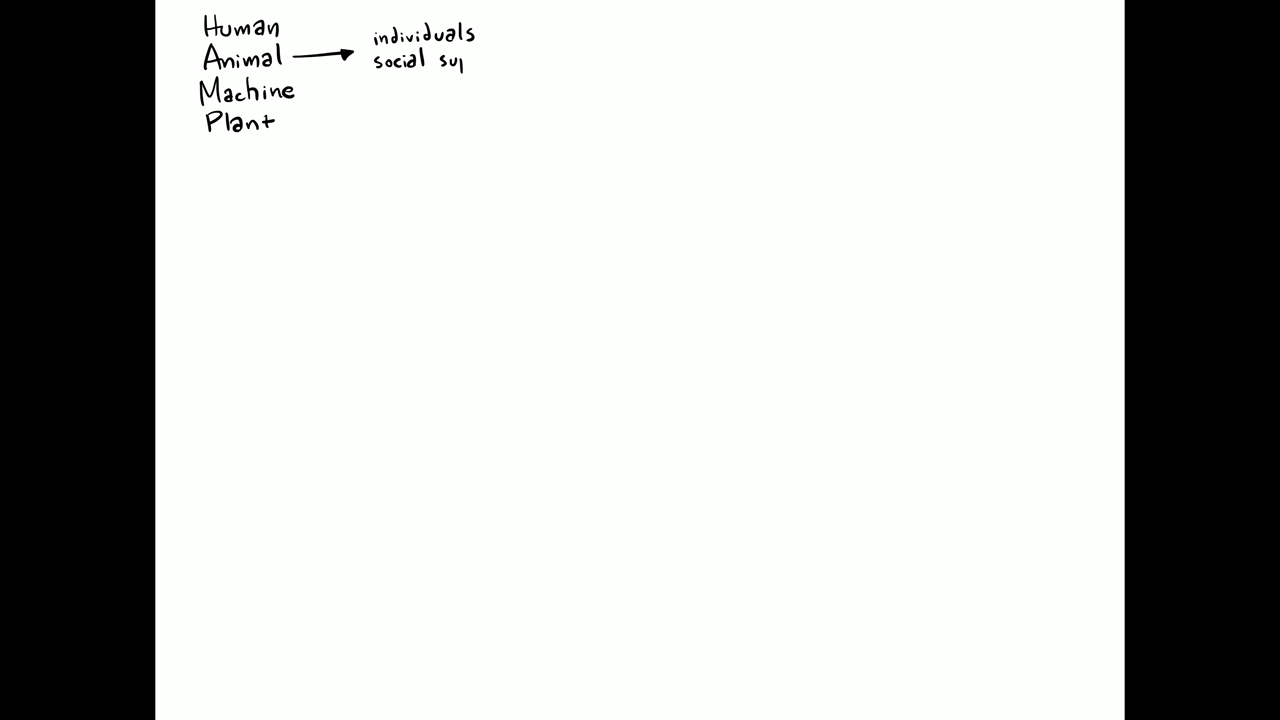 Human
Animal → individuals
social
Machine
Plant